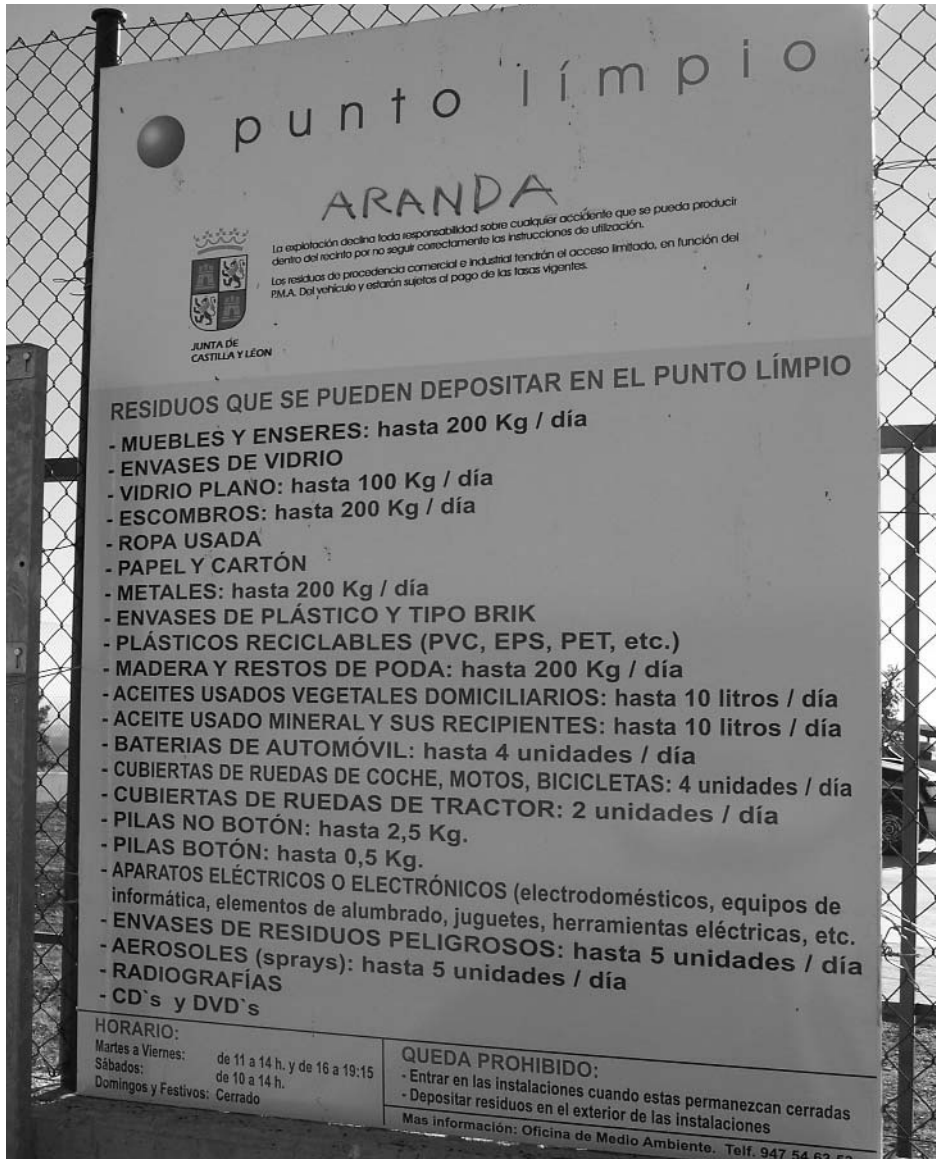 punto límpio
ARANDA
La explotación declina toda responsabilidad sobre cualquier accidente que se pueda producir
dentro del recinto por no seguir correctamente las instrucciones de utilización.
Los residuos de procedencia comercial e industrial tendrán el acceso limitado, en función del
P.M.A. Del vehículo y estarán sujetos al pago de las tasas vigentes.
JUNTA DE
CASTILLA Y LÉON
RESIDUOS QUE SE PUEDEN DEPOSITAR EN EL PUNTO LÍMPIO
- MUEBLES Y ENSERES: hasta 200 Kg / día
- ENVASES DE VIDRIO
- VIDRIO PLANO: hasta 100 Kg / día
- ESCOMBROS: hasta 200 Kg / día
- ROPA USADA
- PAPEL Y CARTÓN
- METALES: hasta 200 Kg / día
- ENVASES DE PLÁSTICO Y TIPO BRIK
- PLÁSTICOS RECICLABLES (PVC, EPS, PET, etc.)
- MADERA Y RESTOS DE PODA: hasta 200 Kg / día
- ACEITES USADOS VEGETALES DOMICILIARIOS: hasta 10 litros / día
- ACEITE USADO MINERAL Y SUS RECIPIENTES: hasta 10 litros / día
- BATERIAS DE AUTOMÓVIL: hasta 4 unidades / día
- CUBIERTAS DE RUEDAS DE COCHE, MOTOS, BICICLETAS: 4 unidades / día
- CUBIERTAS DE RUEDAS DE TRACTOR: 2 unidades / día
- PILAS NO BOTÓN: hasta 2,5 Kg.
- PILAS BOTÓN: hasta 0,5 Kg.
- APARATOS ELÉCTRICOS O ELECTRÓNICOS (electrodomésticos, equipos de
informática, elementos de alumbrado, juguetes, herramientas eléctricas, etc.
- ENVASES DE RESIDUOS PELIGROSOS: hasta 5 unidades / día
- AEROSOLES (sprays): hasta 5 unidades / día
- RADIOGRAFÍAS
- CD`s y DVD`s
HORARIO:
Martes a Viernes: de 11 a 14 h. y de 16 a 19:15
Sábados: de 10 a 14 h.
Domingos y Festivos: Cerrado
QUEDA PROHIBIDO:
- Entrar en las instalaciones cuando estas permanezcan cerradas
- Depositar residuos en el exterior de las instalaciones
Mas información: Oficina de Medio Ambiente. Telf. 947 54 63